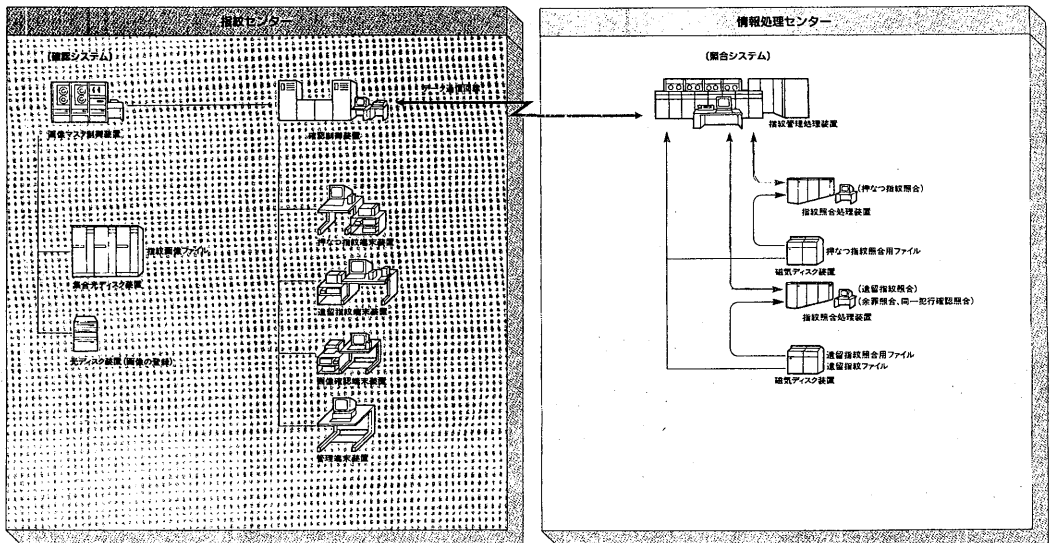 指紋センター
(確認システム)
画像マスタ制御装置
確認制御装置
データ通信回線
押なつ指紋端末装置
指紋画像ファイル
集合光ディスク装置
遺留指紋端末装置
光ディスク装置(画像の登録)
画像確認端末装置
管理端末装置
情報処理センター
(照合システム)
指紋管理処理装置
(押なつ指紋照合)
指紋照合処理装置
押なつ指紋照合用ファイル
磁気ディスク装置
(遺留指紋照合)
(余罪照合、同一犯行確認照合)
指紋照合処理装置
遺留指紋照合用ファイル
遺留指紋ファイル
磁気ディスク装置